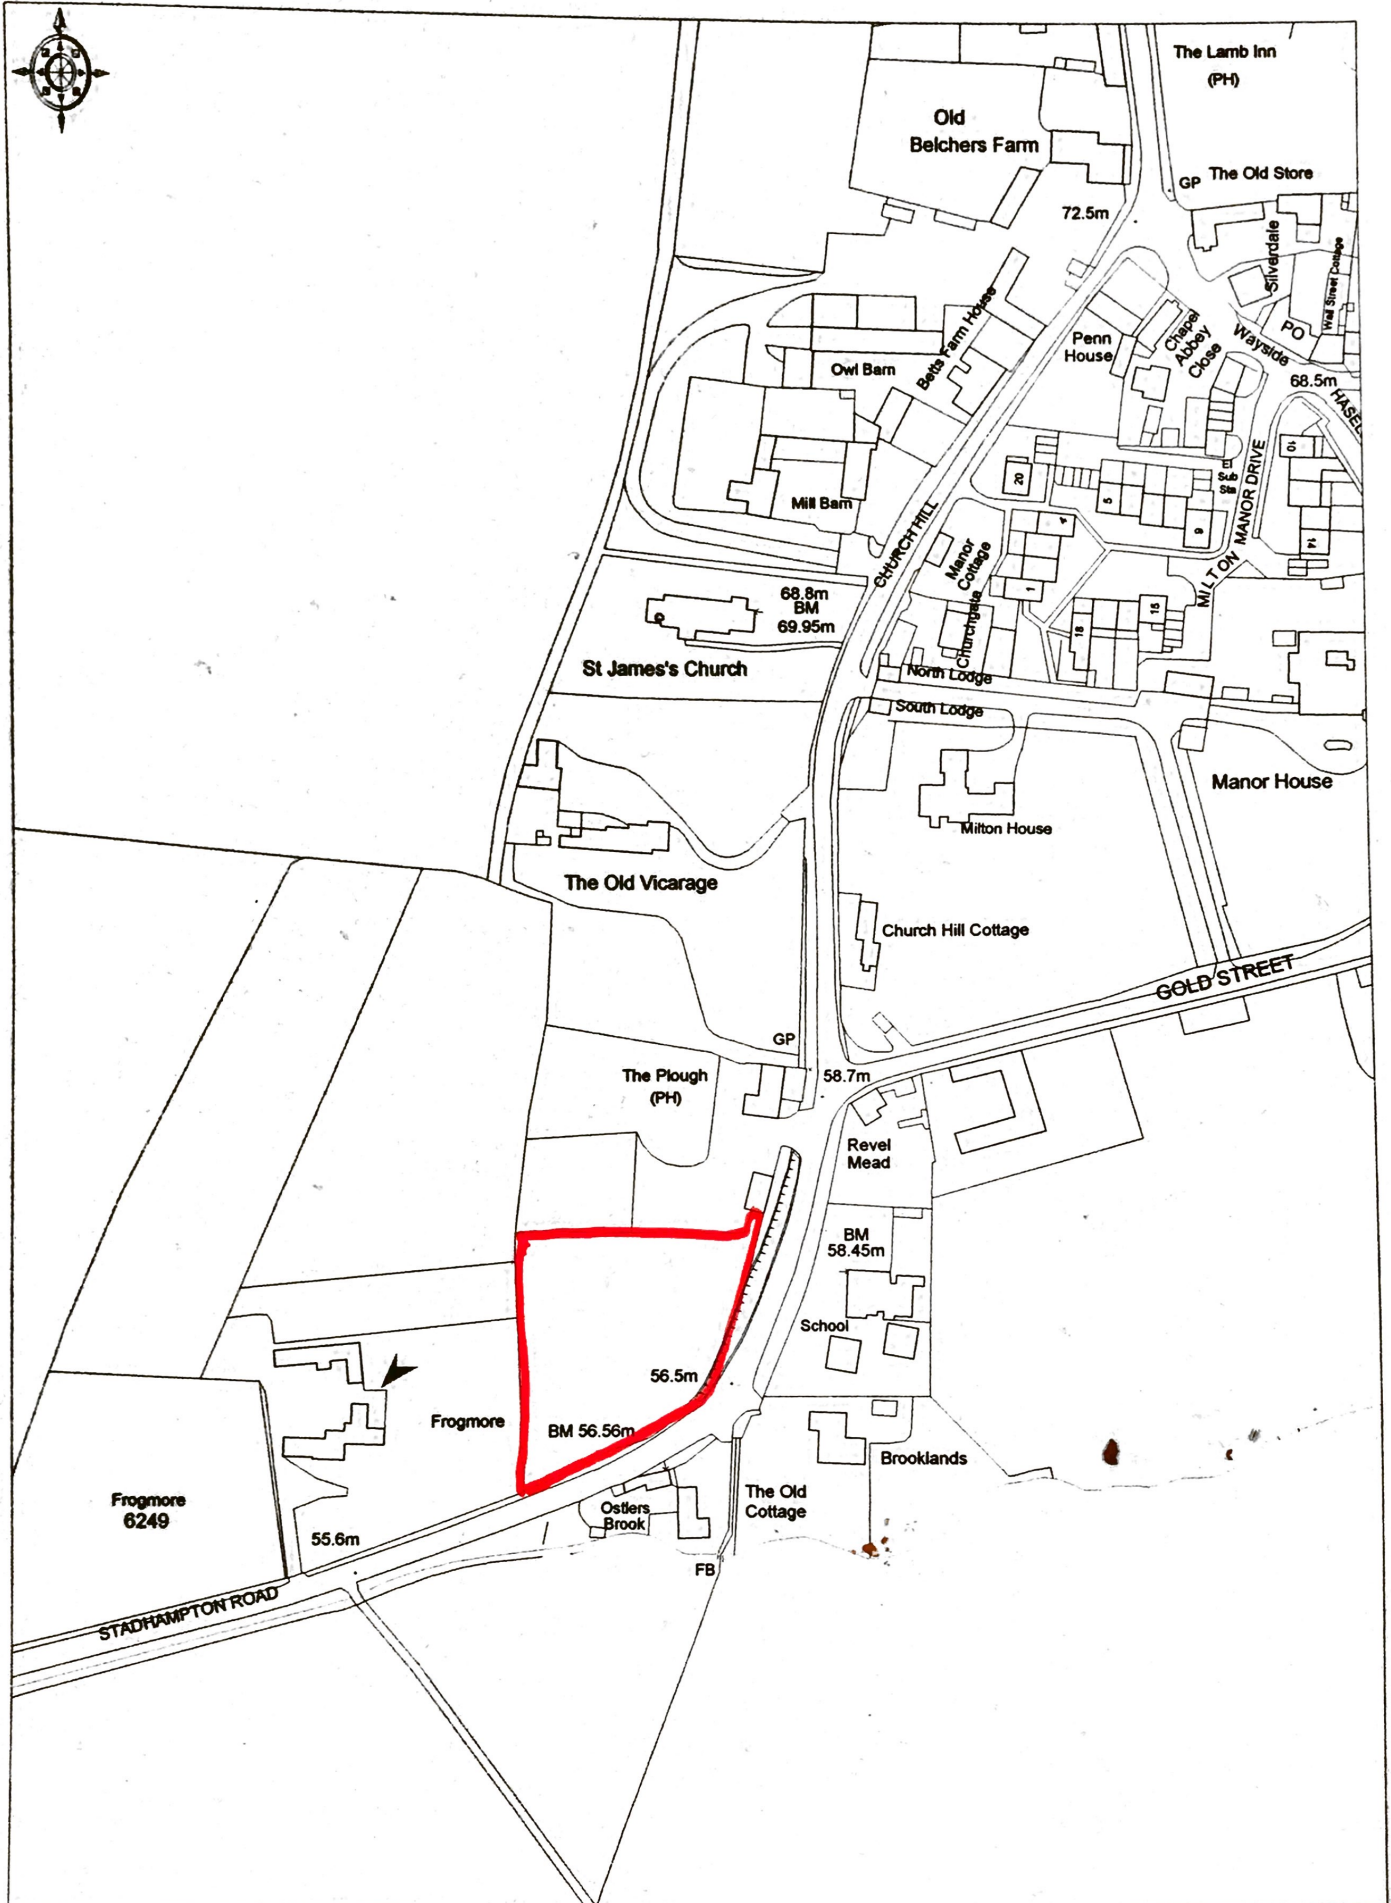 The Lamb Inn
(PH)
Old
Belchers Farm
GP
The Old Store
72.5m
Silverdale
Wall Street Cottage
PO
Wayside
Chapel
Abbey
Close
Penn
House
68.5m
HASEL
Betts Farm House
Owl Barn
10
El
Sub
Sta
20
5
9
14
MILTON MANOR DRIVE
Mill Barn
CHURCH HILL
4
Manor
Cottage
1
Churchgate
15
18
68.8m
BM
69.95m
St James's Church
North Lodge
South Lodge
Manor House
Milton House
The Old Vicarage
Church Hill Cottage
GOLD STREET
GP
58.7m
The Plough
(PH)
Revel
Mead
BM
58.45m
School
56.5m
Frogmore
BM 56.56m
Brooklands
The Old
Cottage
Ostlers
Brook
Frogmore
6249
55.6m
FB
STADHAMPTON ROAD